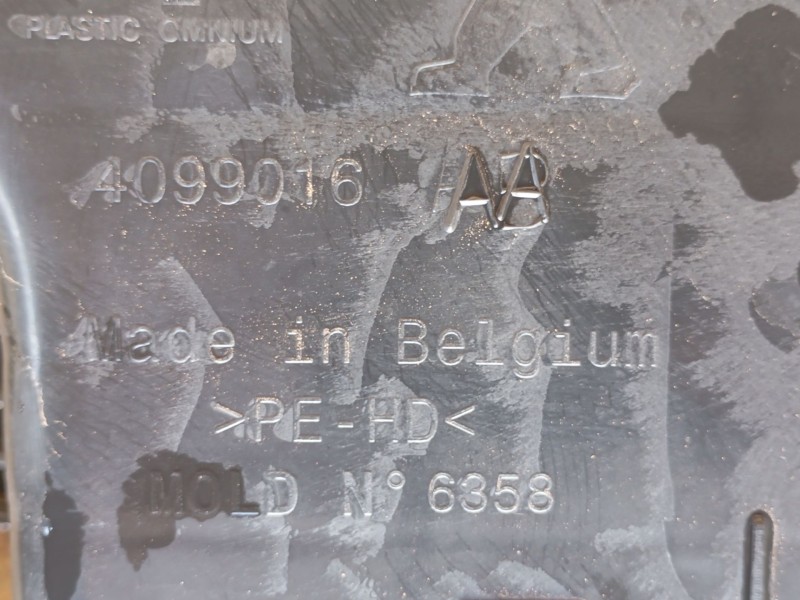 PLASTIC OMNIUM
4099016 AB
Made in Belgium
>PE-HD<
MOLD N° 6358